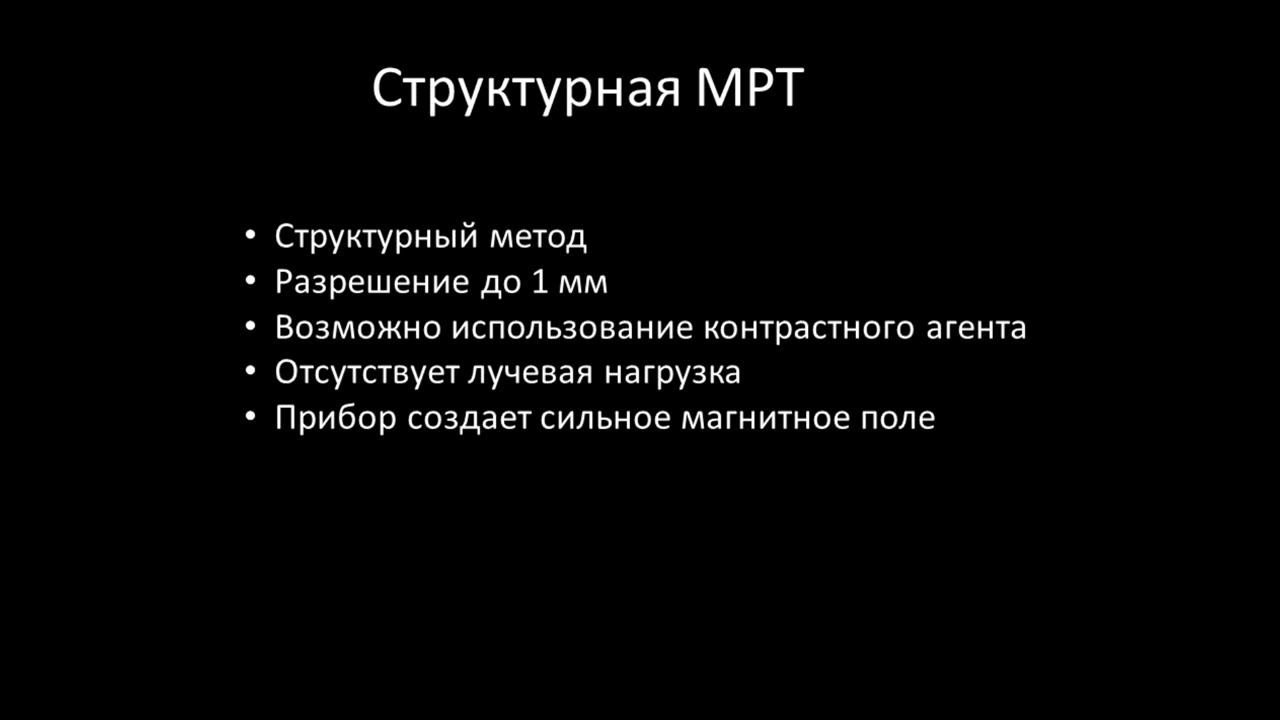 Структурная МРТ
• Структурный метод
• Разрешение до 1 мм
• Возможно использование контрастного агента
• Отсутствует лучевая нагрузка
• Прибор создает сильное магнитное поле